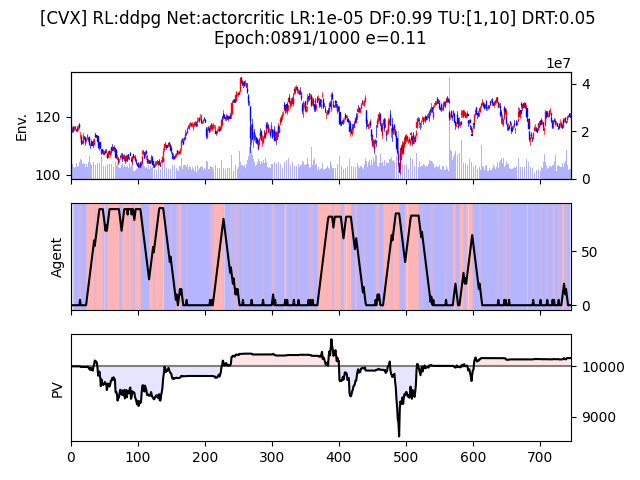 [CVX] RL:ddpg Net:actorcritic LR:1e-05 DF:0.99 TU:[1,10] DRT:0.05
Epoch:0891/1000 e=0.11
1e7
Env.
120
100
4
2
0
Agent
50
0
PV
10000
9000
0 100 200 300 400 500 600 700